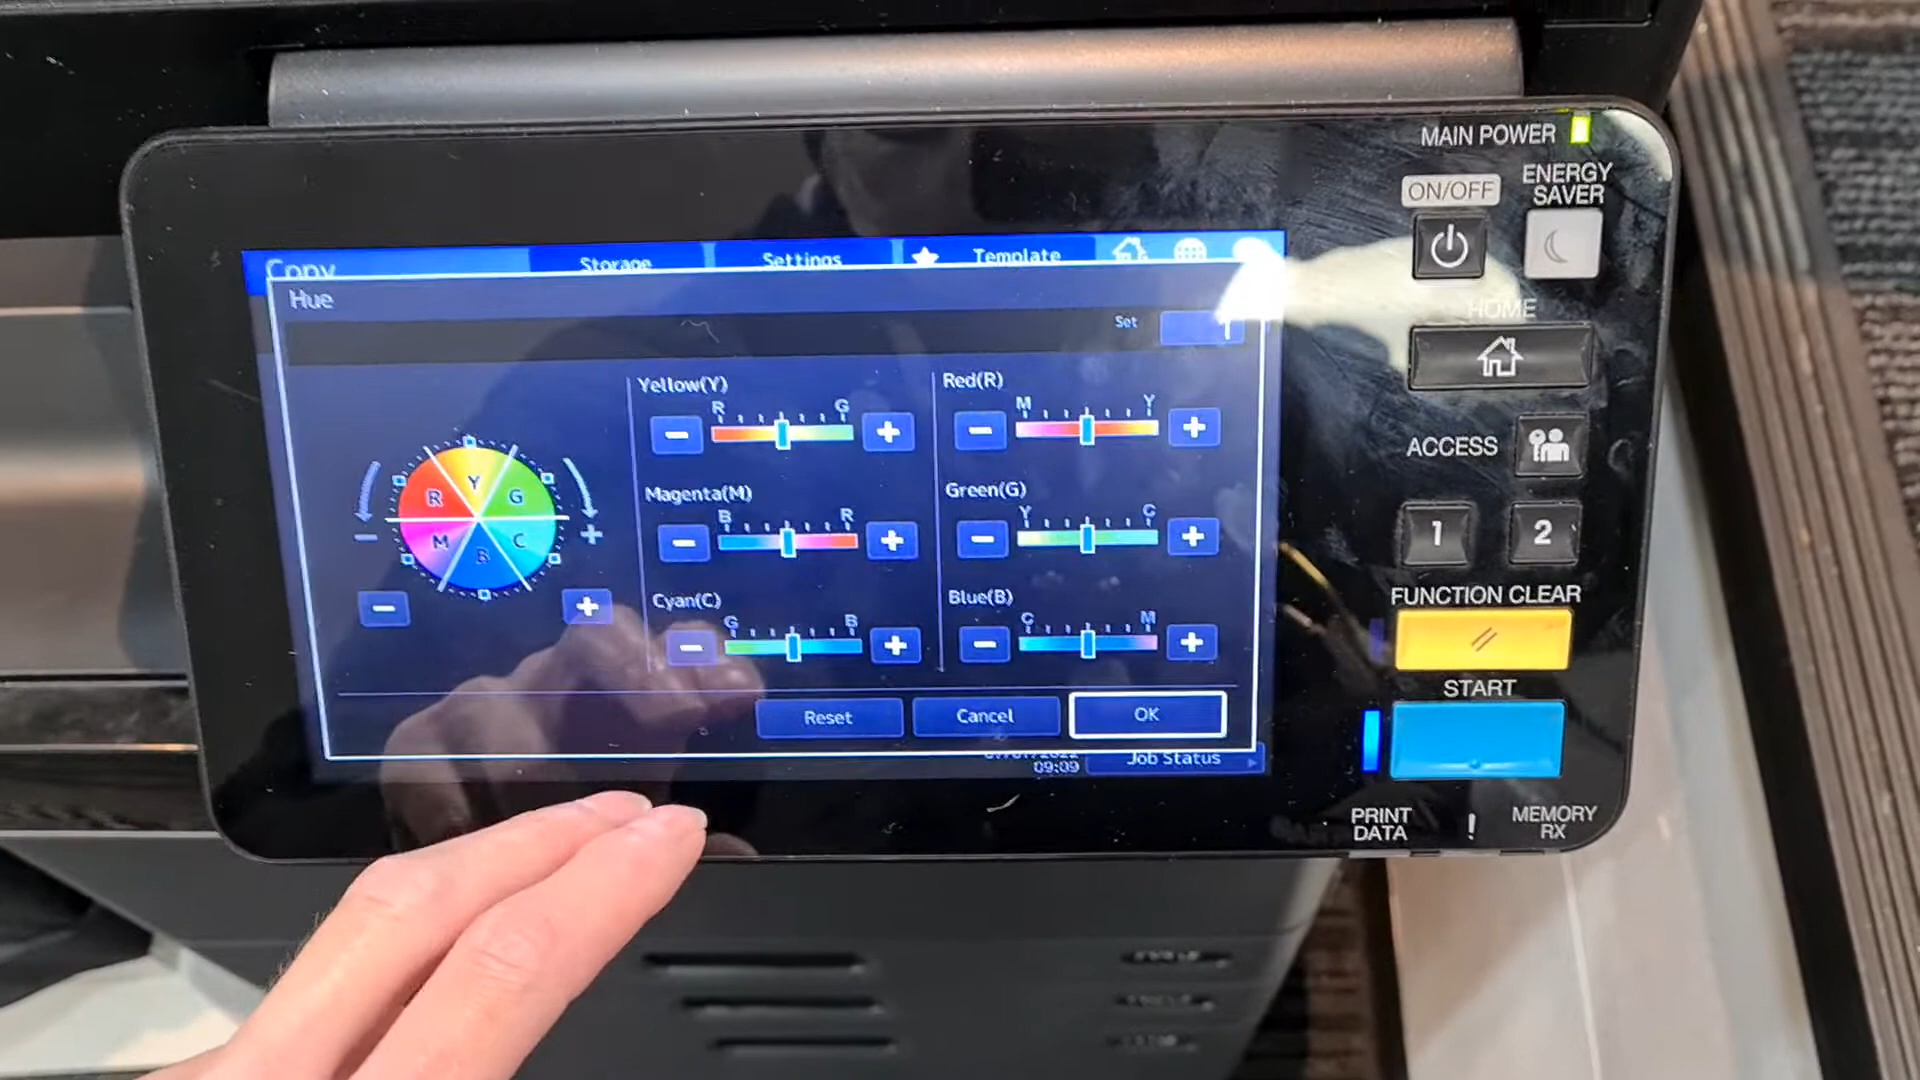 MAIN POWER
ON/OFF
ENERGY
SAVER
Copy
Storage
Settings
Template
Hue
Set
1
HOME
Yellow(Y)
R G
Red(R)
M Y
ACCESS
Y
R
G
M
C
B
Magenta(M)
B R
Green(G)
Y C
1
2
Cyan(C)
G B
Blue(B)
C M
FUNCTION CLEAR
START
Reset
Cancel
OK
09:09
Job Status
PRINT
DATA
!
MEMORY
RX